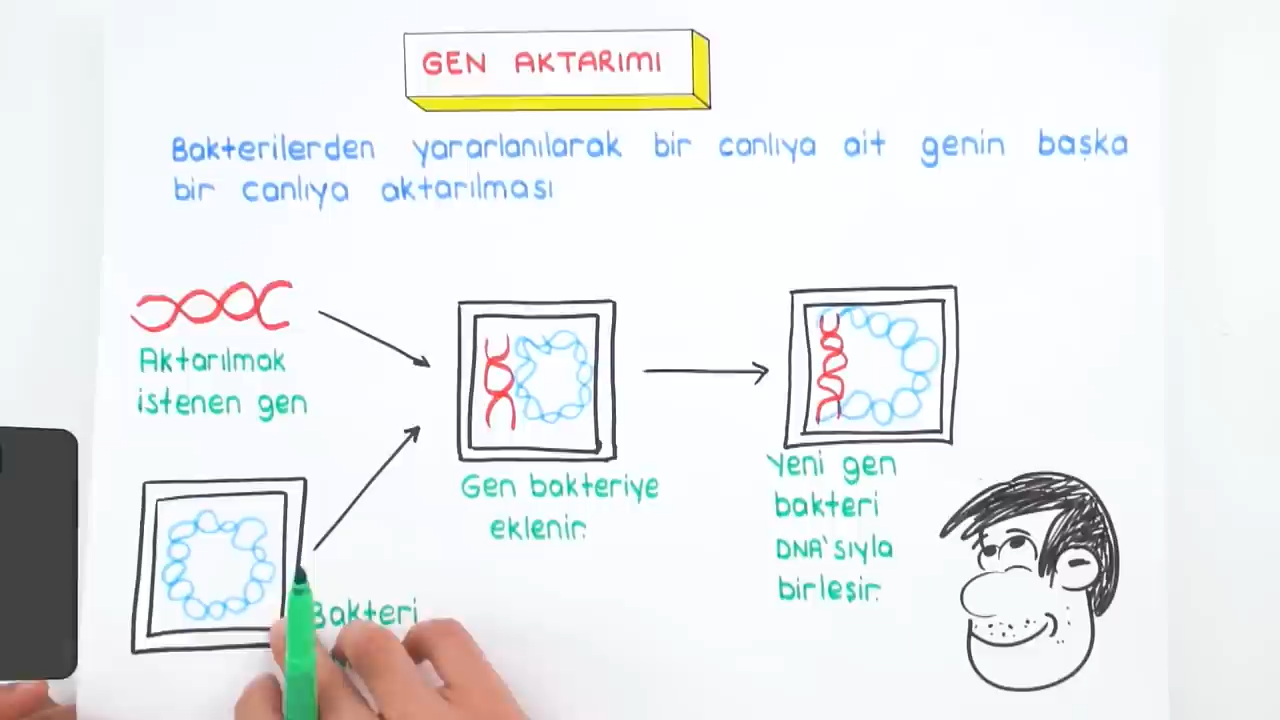 GEN AKTARIMI
Bakterilerden yararlanılarak bir canlıya ait genin başka
bir canlıya aktarılması
Aktarılmak
istenen gen
Gen bakteriye
eklenir.
Yeni gen
bakteri
DNA'sıyla
birleşir.
Bakteri